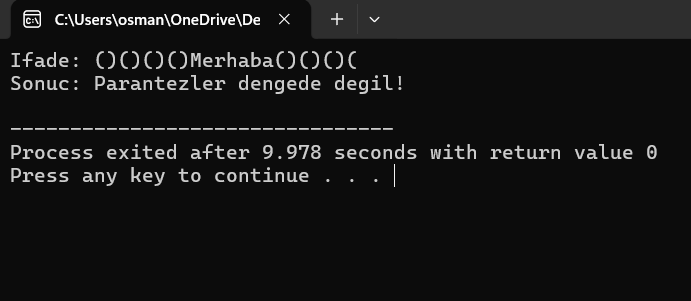 C:\Users\osman\OneDrive\De
Ifade: ()()()()Merhaba()()()(
Sonuc: Parantezler dengede degil!
--------------------------------
Process exited after 9.978 seconds with return value 0
Press any key to continue . . .